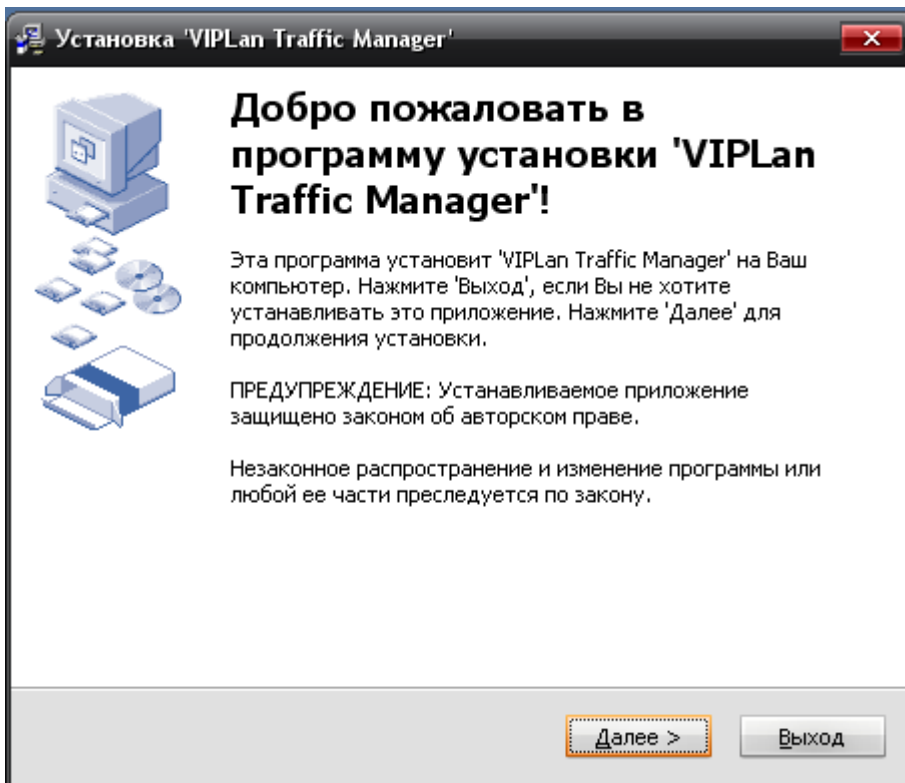 Установка 'VIPLan Traffic Manager'
Добро пожаловать в
программу установки 'VIPLan
Traffic Manager'!
Эта программа установит 'VIPLan Traffic Manager' на Ваш
компьютер. Нажмите 'Выход', если Вы не хотите
устанавливать это приложение. Нажмите 'Далее' для
продолжения установки.
ПРЕДУПРЕЖДЕНИЕ: Устанавливаемое приложение
защищено законом об авторском праве.
Незаконное распространение и изменение программы или
любой ее части преследуется по закону.
Далее >
Выход